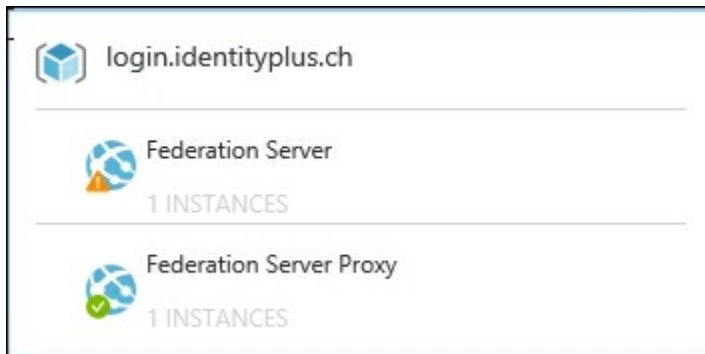 login.identityplus.ch
Federation Server
1 INSTANCES
Federation Server Proxy
1 INSTANCES